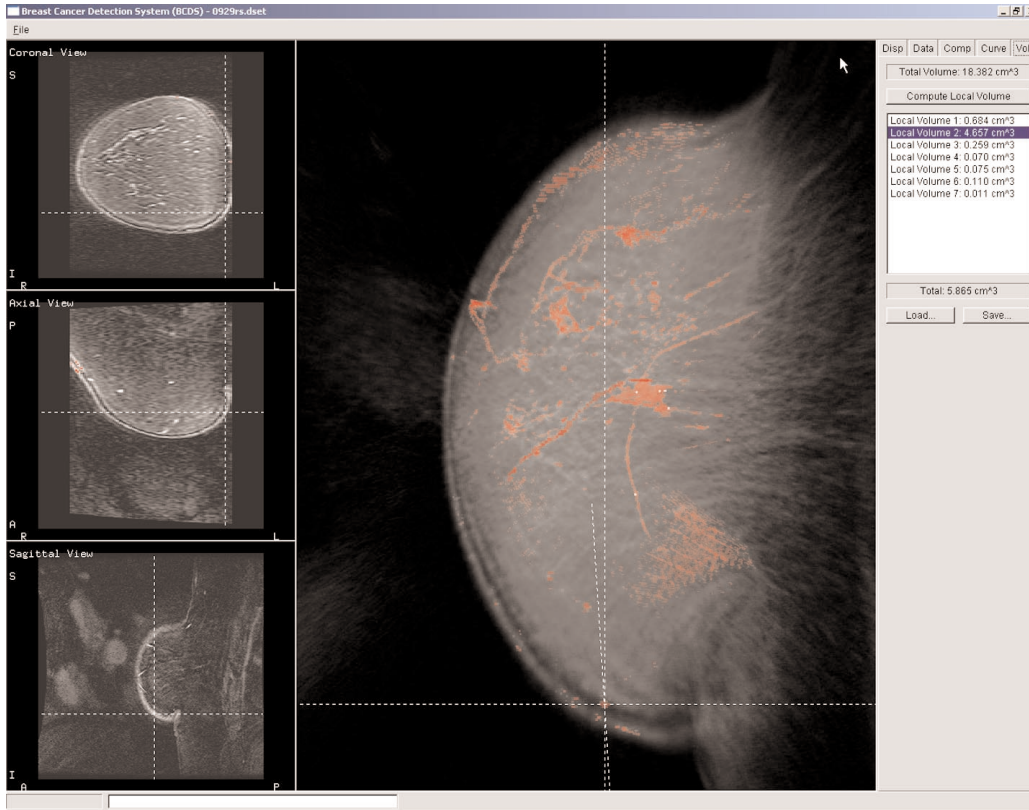 Breast Cancer Detection System (BCDS) - 0929rs.dset
File
Coronal View
S
I
R
L
Axial View
P
A
R
L
Sagittal View
S
I
A
P
Disp Data Comp Curve Vol
Total Volume: 18.382 cm^3
Compute Local Volume
Local Volume 1: 0.684 cm^3
Local Volume 2: 4.657 cm^3
Local Volume 3: 0.259 cm^3
Local Volume 4: 0.070 cm^3
Local Volume 5: 0.075 cm^3
Local Volume 6: 0.110 cm^3
Local Volume 7: 0.011 cm^3
Total: 5.865 cm^3
Load... Save...